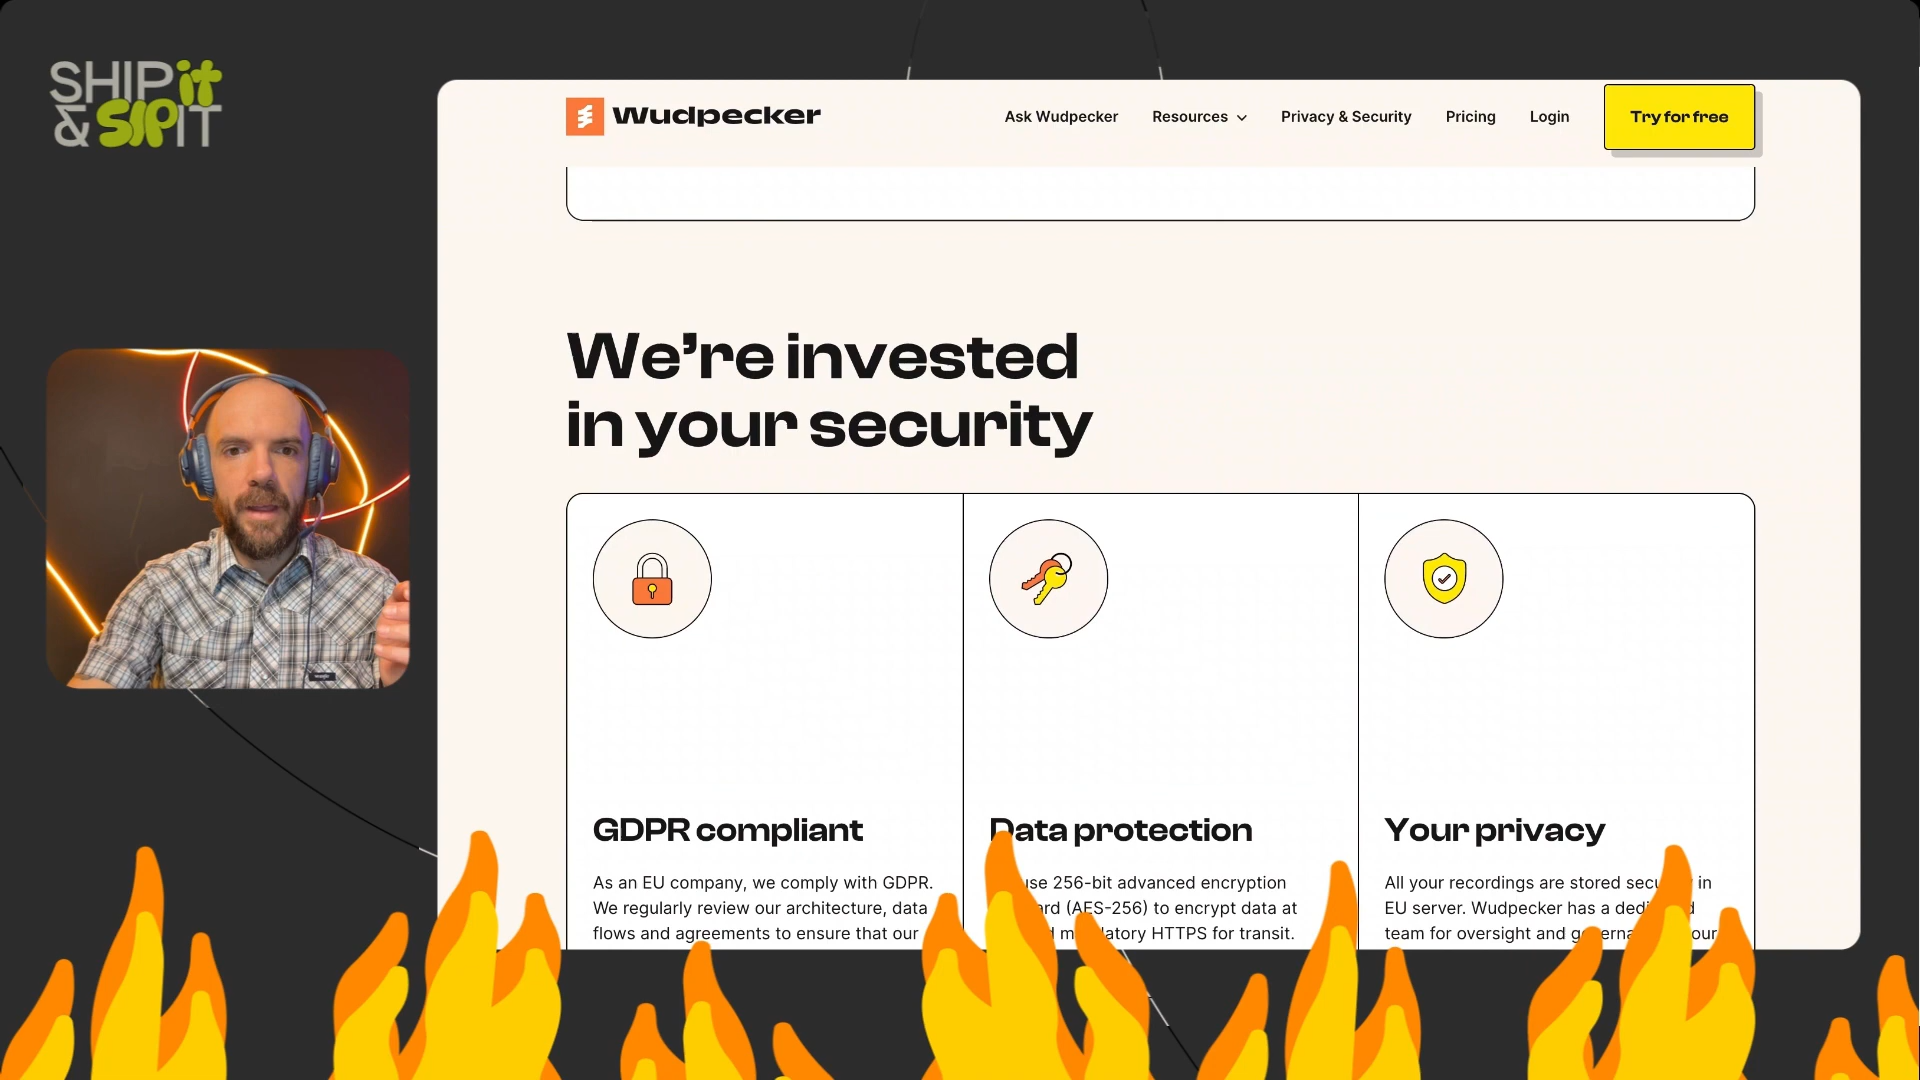 SHIP it
& SIP IT
Wudpecker
Ask Wudpecker
Resources
Privacy & Security
Pricing
Login
Try for free
We're invested
in your security
GDPR compliant
As an EU company, we comply with GDPR.
We regularly review our architecture, data
flows and agreements to ensure that our
Data protection
use 256-bit advanced encryption
(AES-256) to encrypt data at
HTTPS for transit.
Your privacy
All your recordings are stored in
EU server. Wudpecker has a
team for oversight and our